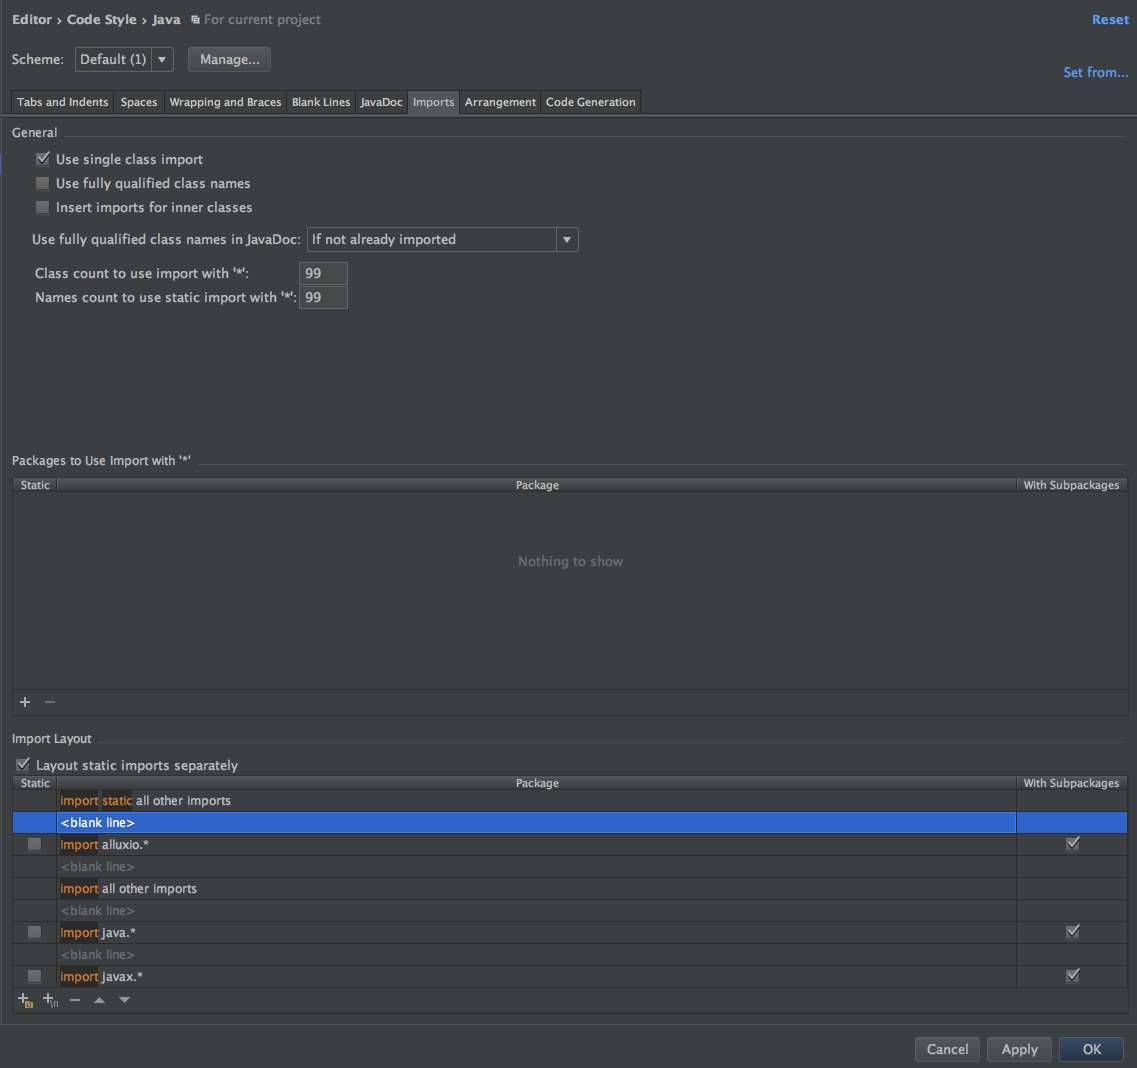 Editor › Code Style › Java For current project Reset
Scheme: Default (1) Manage...
Set from...
Tabs and Indents Spaces Wrapping and Braces Blank Lines JavaDoc Imports Arrangement Code Generation
General
Use single class import
Use fully qualified class names
Insert imports for inner classes
Use fully qualified class names in JavaDoc: If not already imported
Class count to use import with '*': 99
Names count to use static import with '*': 99
Packages to Use Import with '*'
Static Package With Subpackages
Nothing to show
Import Layout
Layout static imports separately
Static Package With Subpackages
import static all other imports
<blank line>
import alluxio.*
<blank line>
import all other imports
<blank line>
import java.*
<blank line>
import javax.*
\n
Cancel Apply OK